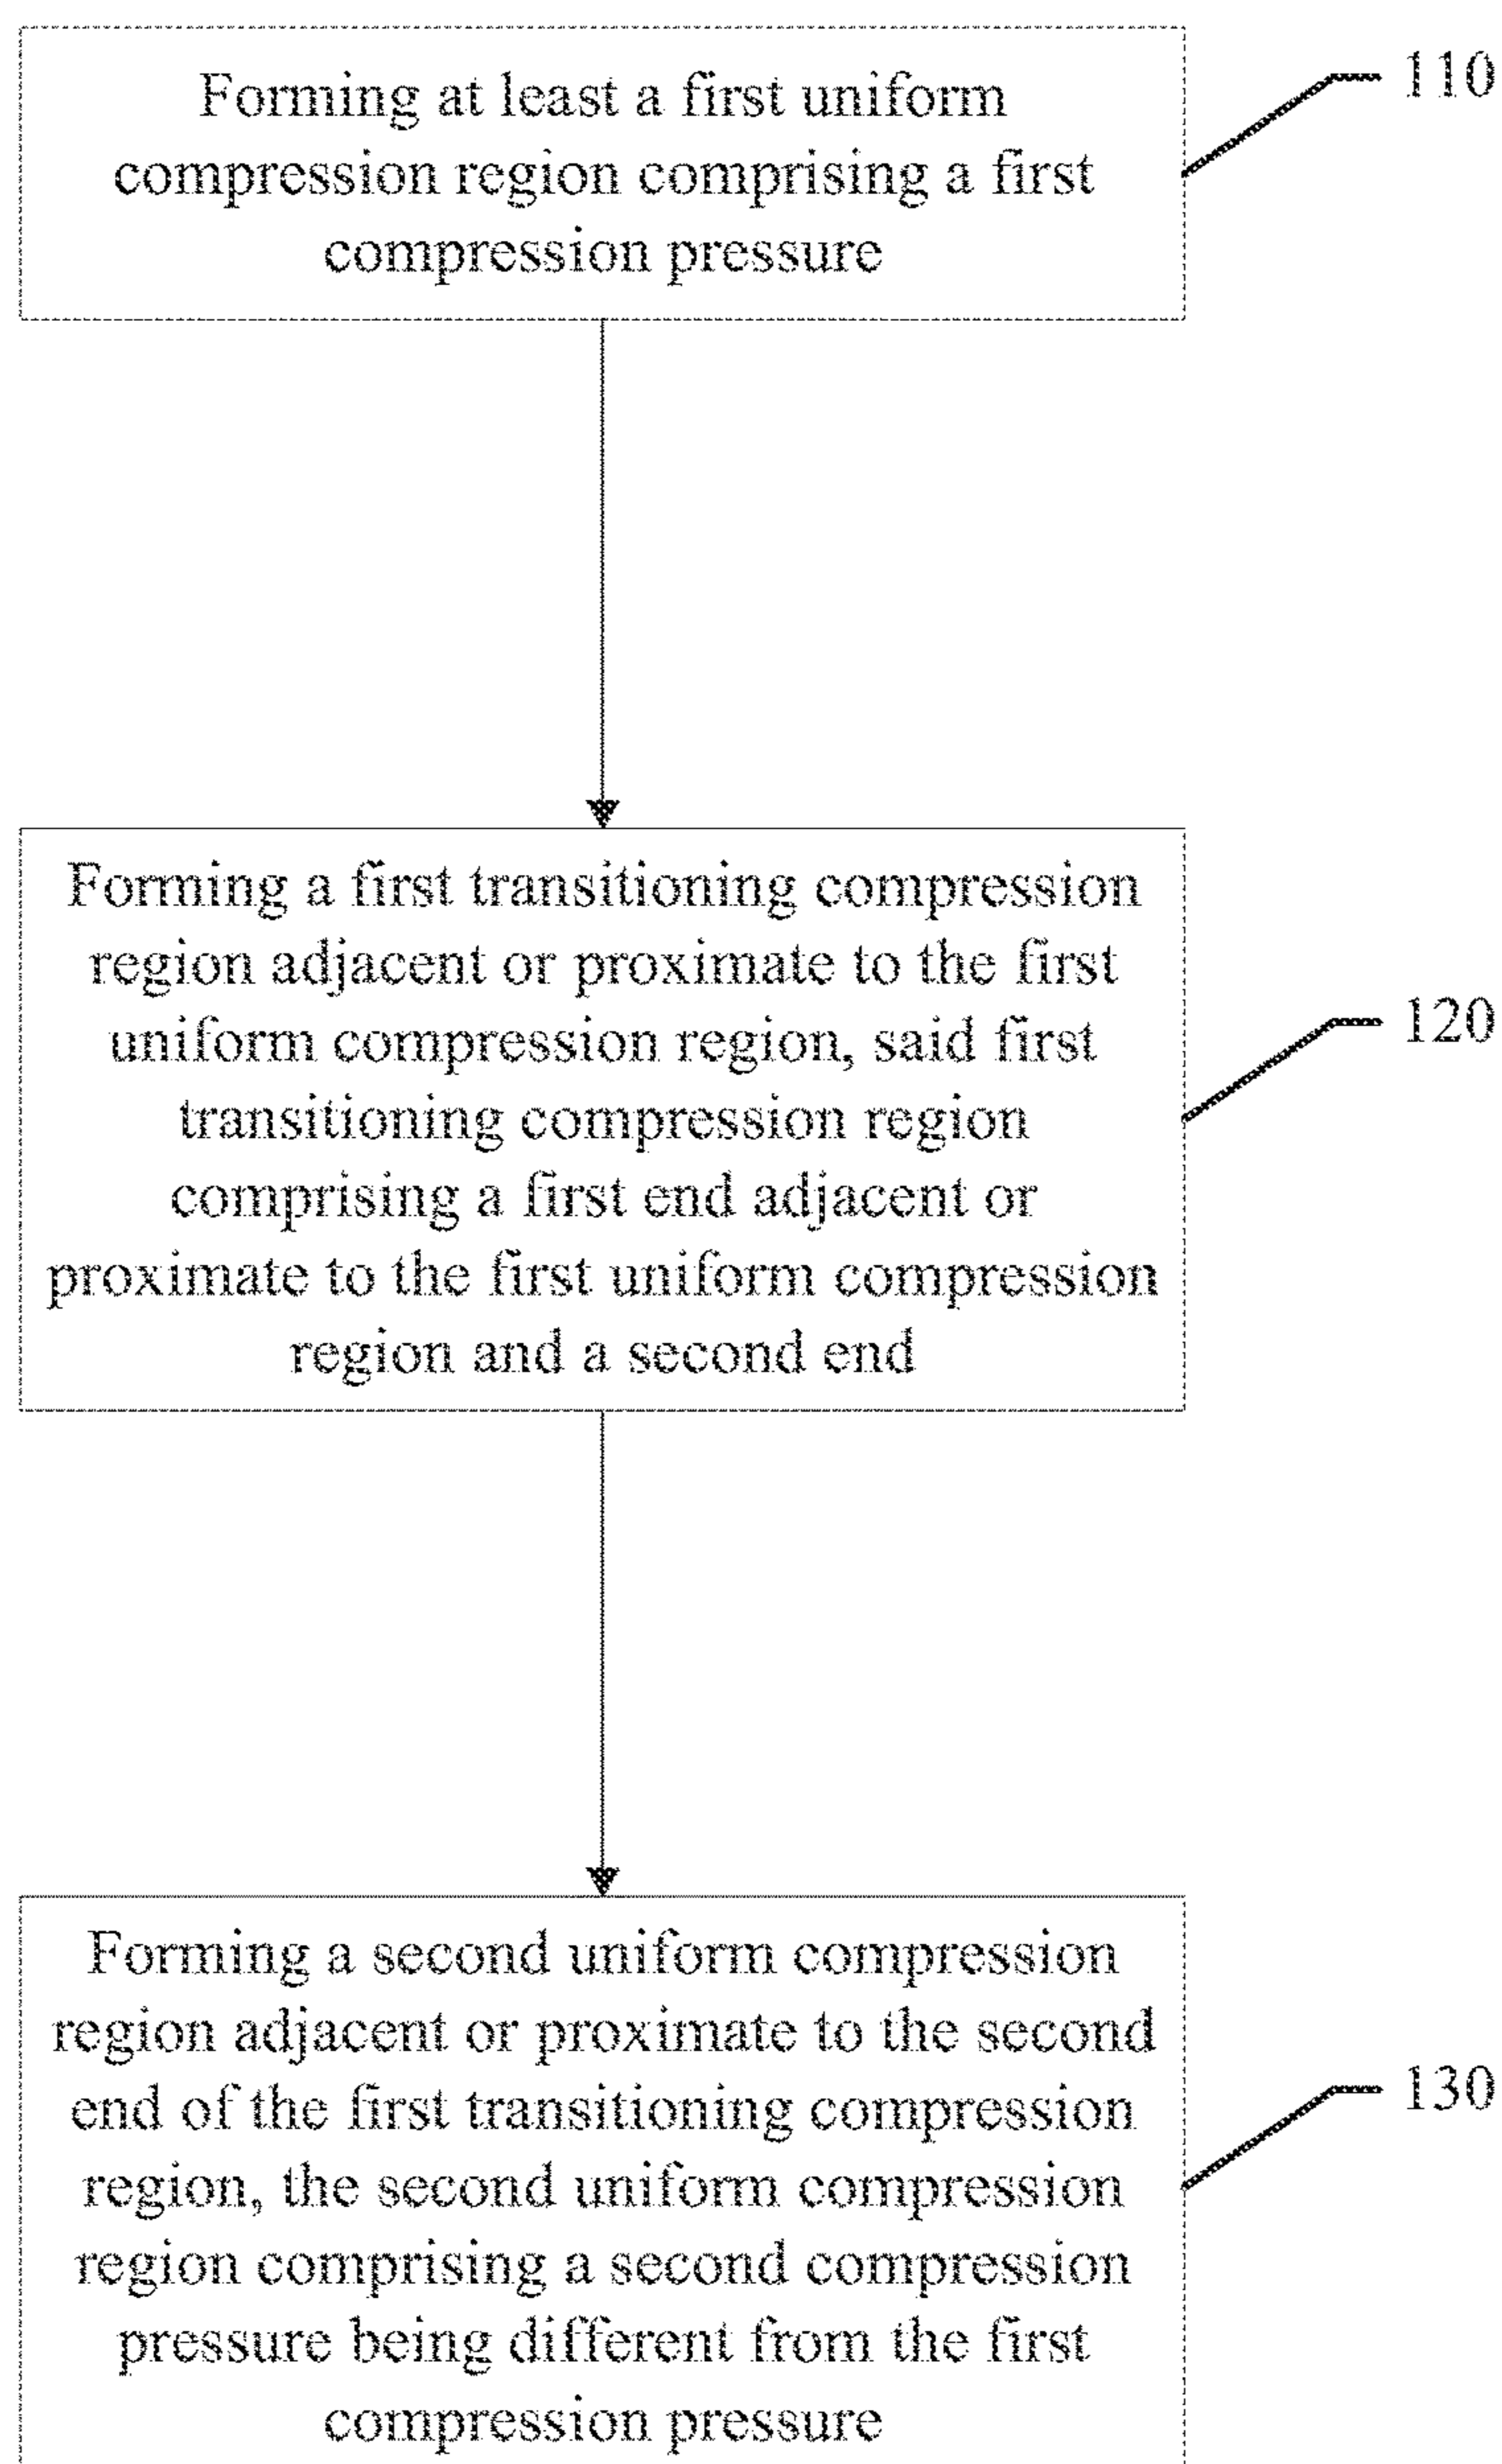 Forming at least a first uniform
compression region comprising a first
compression pressure
110
Forming a first transitioning compression
region adjacent or proximate to the first
uniform compression region, said first
transitioning compression region
comprising a first end adjacent or
proximate to the first uniform compression
region and a second end
120
Forming a second uniform compression
region adjacent or proximate to the second
end of the first transitioning compression
region, the second uniform compression
region comprising a second compression
pressure being different from the first
compression pressure
130